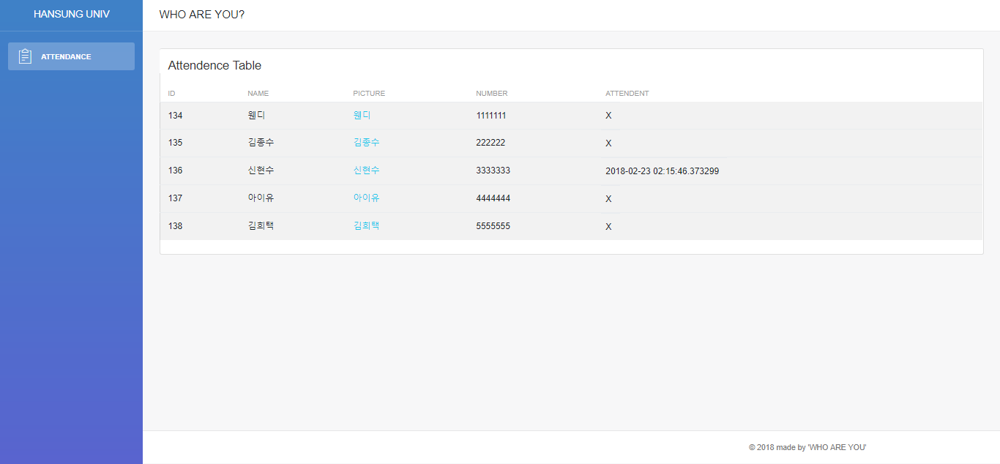 HANSUNG UNIV
WHO ARE YOU?
ATTENDANCE
Attendence Table
ID NAME PICTURE NUMBER ATTENDENT
134 웬디 웬디 1111111 X
135 김종수 김종수 222222 X
136 신현수 신현수 3333333 2018-02-23 02:15:46.373299
137 아이유 아이유 4444444 X
138 김희택 김희택 5555555 X
© 2018 made by 'WHO ARE YOU'